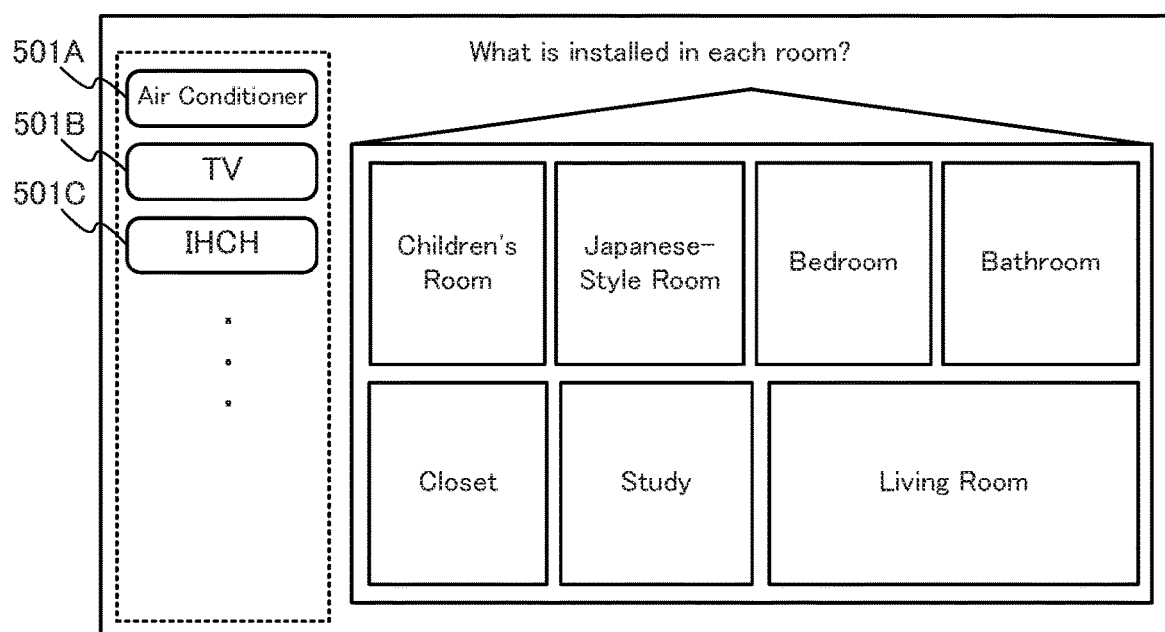 501A
501B
501C
Air Conditioner
TV
IHCH
What is installed in each room?
Children's
Room
Japanese-
Style Room
Bedroom
Bathroom
Closet
Study
Living Room